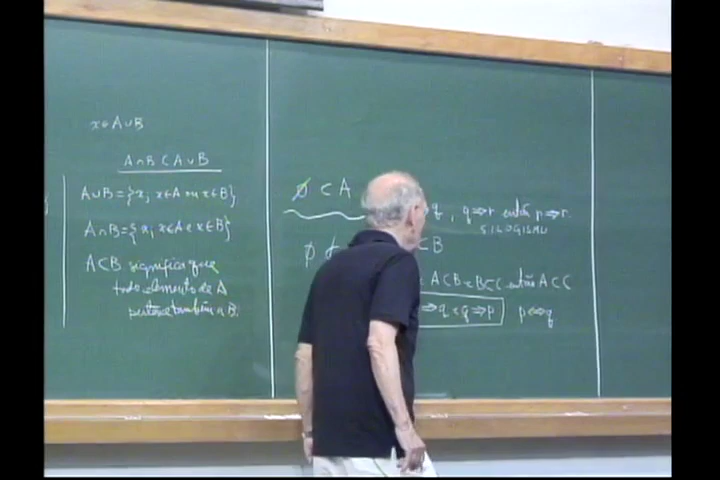 x ∈ A∪B
A∩B ⊂ A∪B
A∪B = {x; x∈A ou x∈B}
A∩B = {x; x∈A e x∈B}
A⊂B significa que
todo elemento de A
pertence também a B.
∅ ⊂ A
q, q⇒r então p⇒r.
SILOGISMO
⊂B
A⊂B e B⊂C então A⊂C
⇒q e q⇒p p⇔q